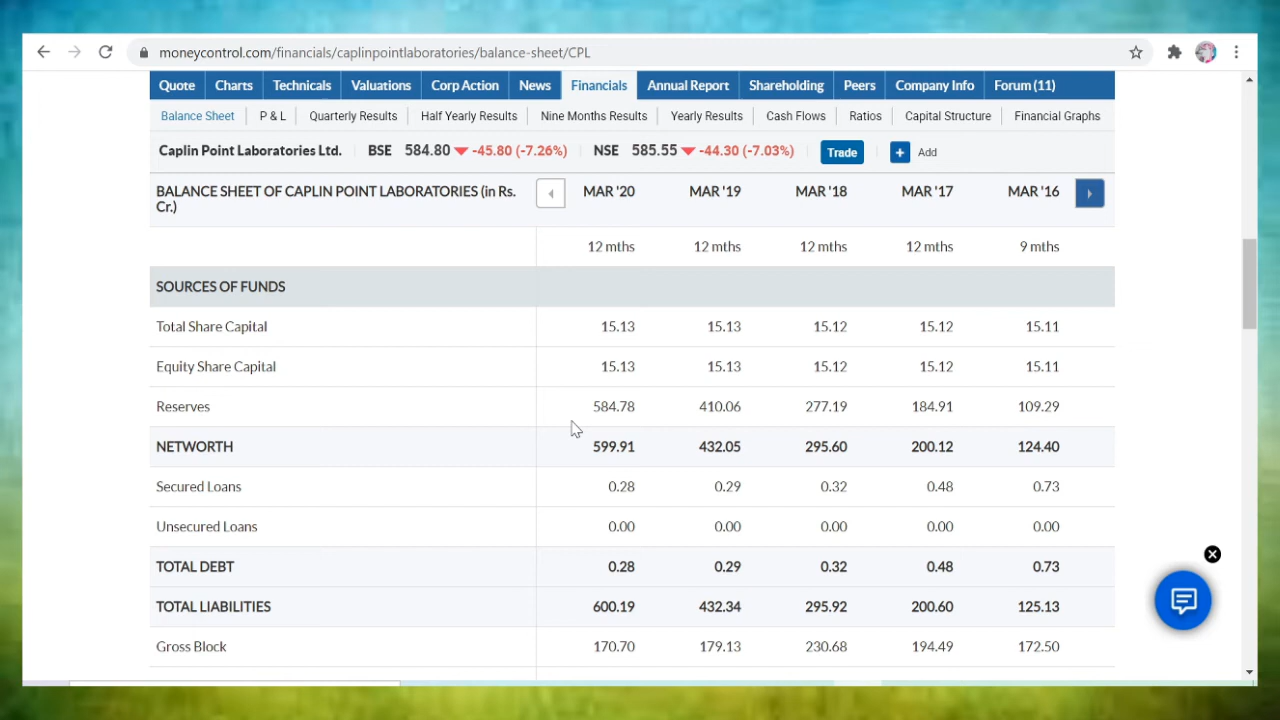 moneycontrol.com/financials/caplinpointlaboratories/balance-sheet/CPL
Quote Charts Technicals Valuations Corp Action News Financials Annual Report Shareholding Peers Company Info Forum (11)
Balance Sheet P & L Quarterly Results Half Yearly Results Nine Months Results Yearly Results Cash Flows Ratios Capital Structure Financial Graphs
Caplin Point Laboratories Ltd. BSE 584.80 -45.80 (-7.26%) NSE 585.55 -44.30 (-7.03%) Trade + Add
BALANCE SHEET OF CAPLIN POINT LABORATORIES (in Rs. MAR '20 MAR '19 MAR '18 MAR '17 MAR '16
Cr.)
12 mths 12 mths 12 mths 12 mths 9 mths
SOURCES OF FUNDS
Total Share Capital 15.13 15.13 15.12 15.12 15.11
Equity Share Capital 15.13 15.13 15.12 15.12 15.11
Reserves 584.78 410.06 277.19 184.91 109.29
NETWORTH 599.91 432.05 295.60 200.12 124.40
Secured Loans 0.28 0.29 0.32 0.48 0.73
Unsecured Loans 0.00 0.00 0.00 0.00 0.00
TOTAL DEBT 0.28 0.29 0.32 0.48 0.73
TOTAL LIABILITIES 600.19 432.34 295.92 200.60 125.13
Gross Block 170.70 179.13 230.68 194.49 172.50